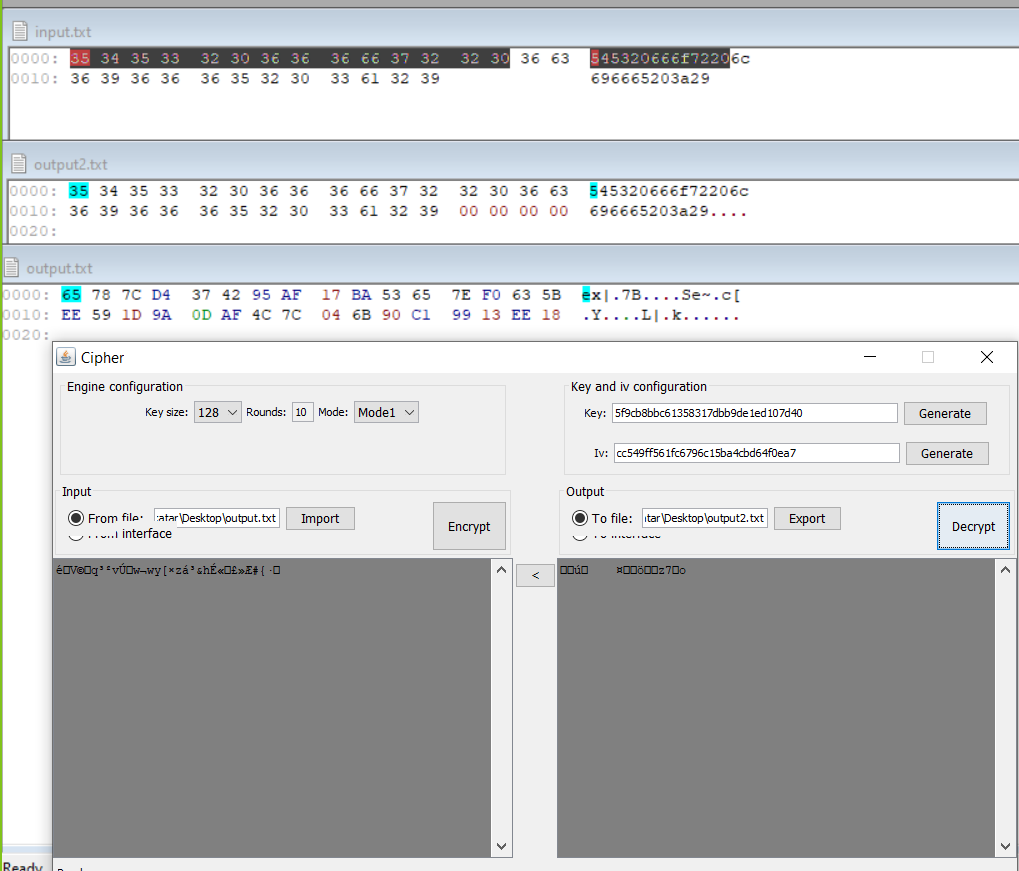 input.txt
0000: 35 34 35 33 32 30 36 36 36 66 37 32 32 30 36 63 545320666f72206c
0010: 36 39 36 36 36 35 32 30 33 61 32 39 696665203a29
output2.txt
0000: 35 34 35 33 32 30 36 36 36 66 37 32 32 30 36 63 545320666f72206c
0010: 36 39 36 36 36 35 32 30 33 61 32 39 00 00 00 00 696665203a29....
0020:
output.txt
0000: 65 78 7C D4 37 42 95 AF 17 BA 53 65 7E F0 63 5B ex|.7B....Se~.c[
0010: EE 59 1D 9A 0D AF 4C 7C 04 6B 90 C1 99 13 EE 18 .Y....L|.k......
0020:
Cipher
Engine configuration
Key size: 128 Rounds: 10 Mode: Mode1
Key and iv configuration
Key: 5f9cb8bbc61358317dbb9de1ed107d40 Generate
Iv: cc549ff561fc6796c15ba4cbd64f0ea7 Generate
Input
From file: :atar\Desktop\output.txt Import
From interface
Encrypt
Output
To file: ıtar\Desktop\output2.txt Export
To interface
Decrypt
<
Ready